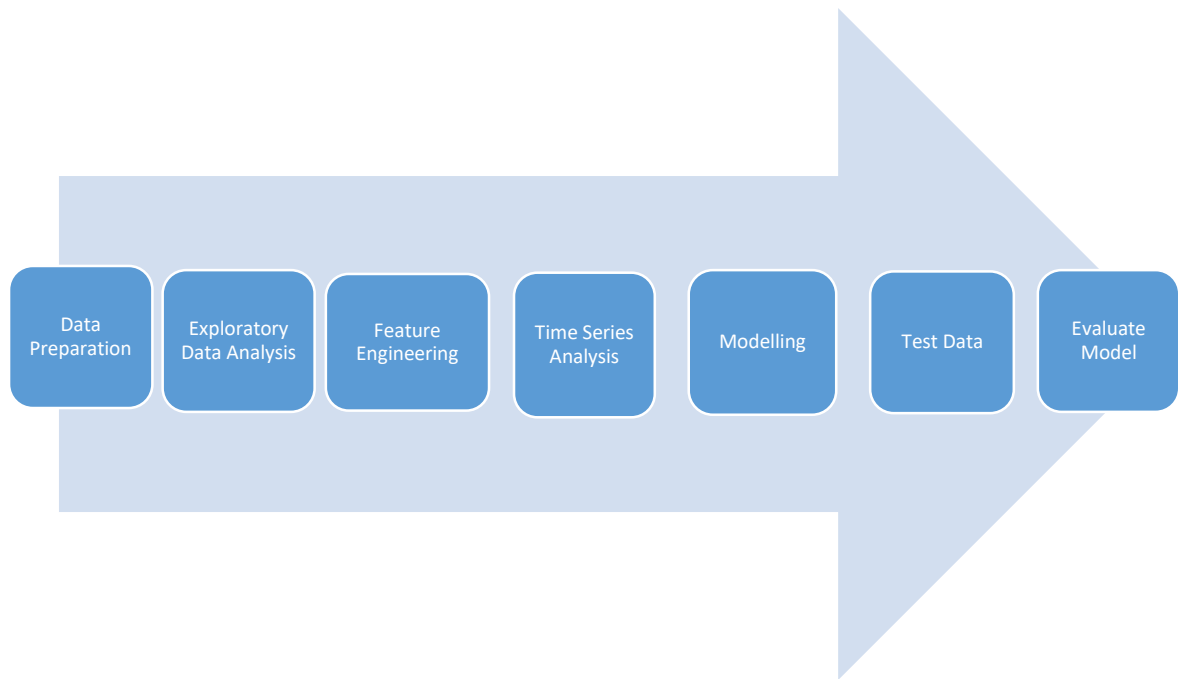 Data
Preparation
Exploratory
Data Analysis
Feature
Engineering
Time Series
Analysis
Modelling
Test Data
Evaluate
Model